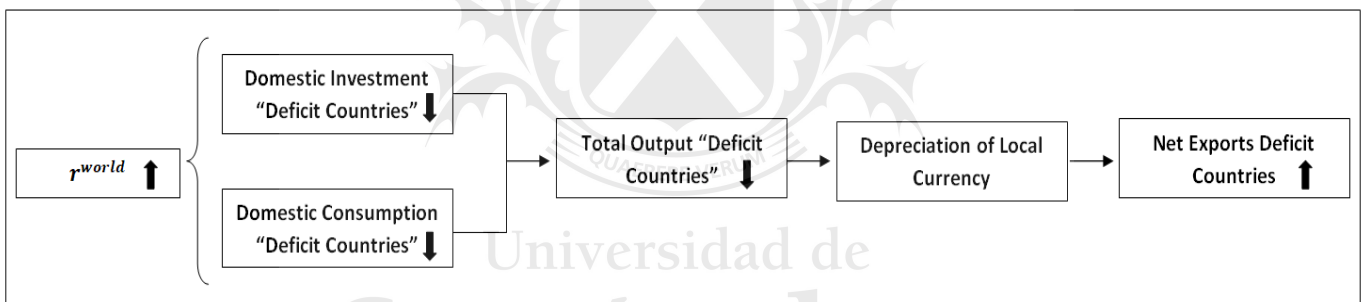 r^world
Domestic Investment
“Deficit Countries”
Domestic Consumption
“Deficit Countries”
Total Output “Deficit
Countries”
Depreciation of Local
Currency
Net Exports Deficit
Countries
Universidad de